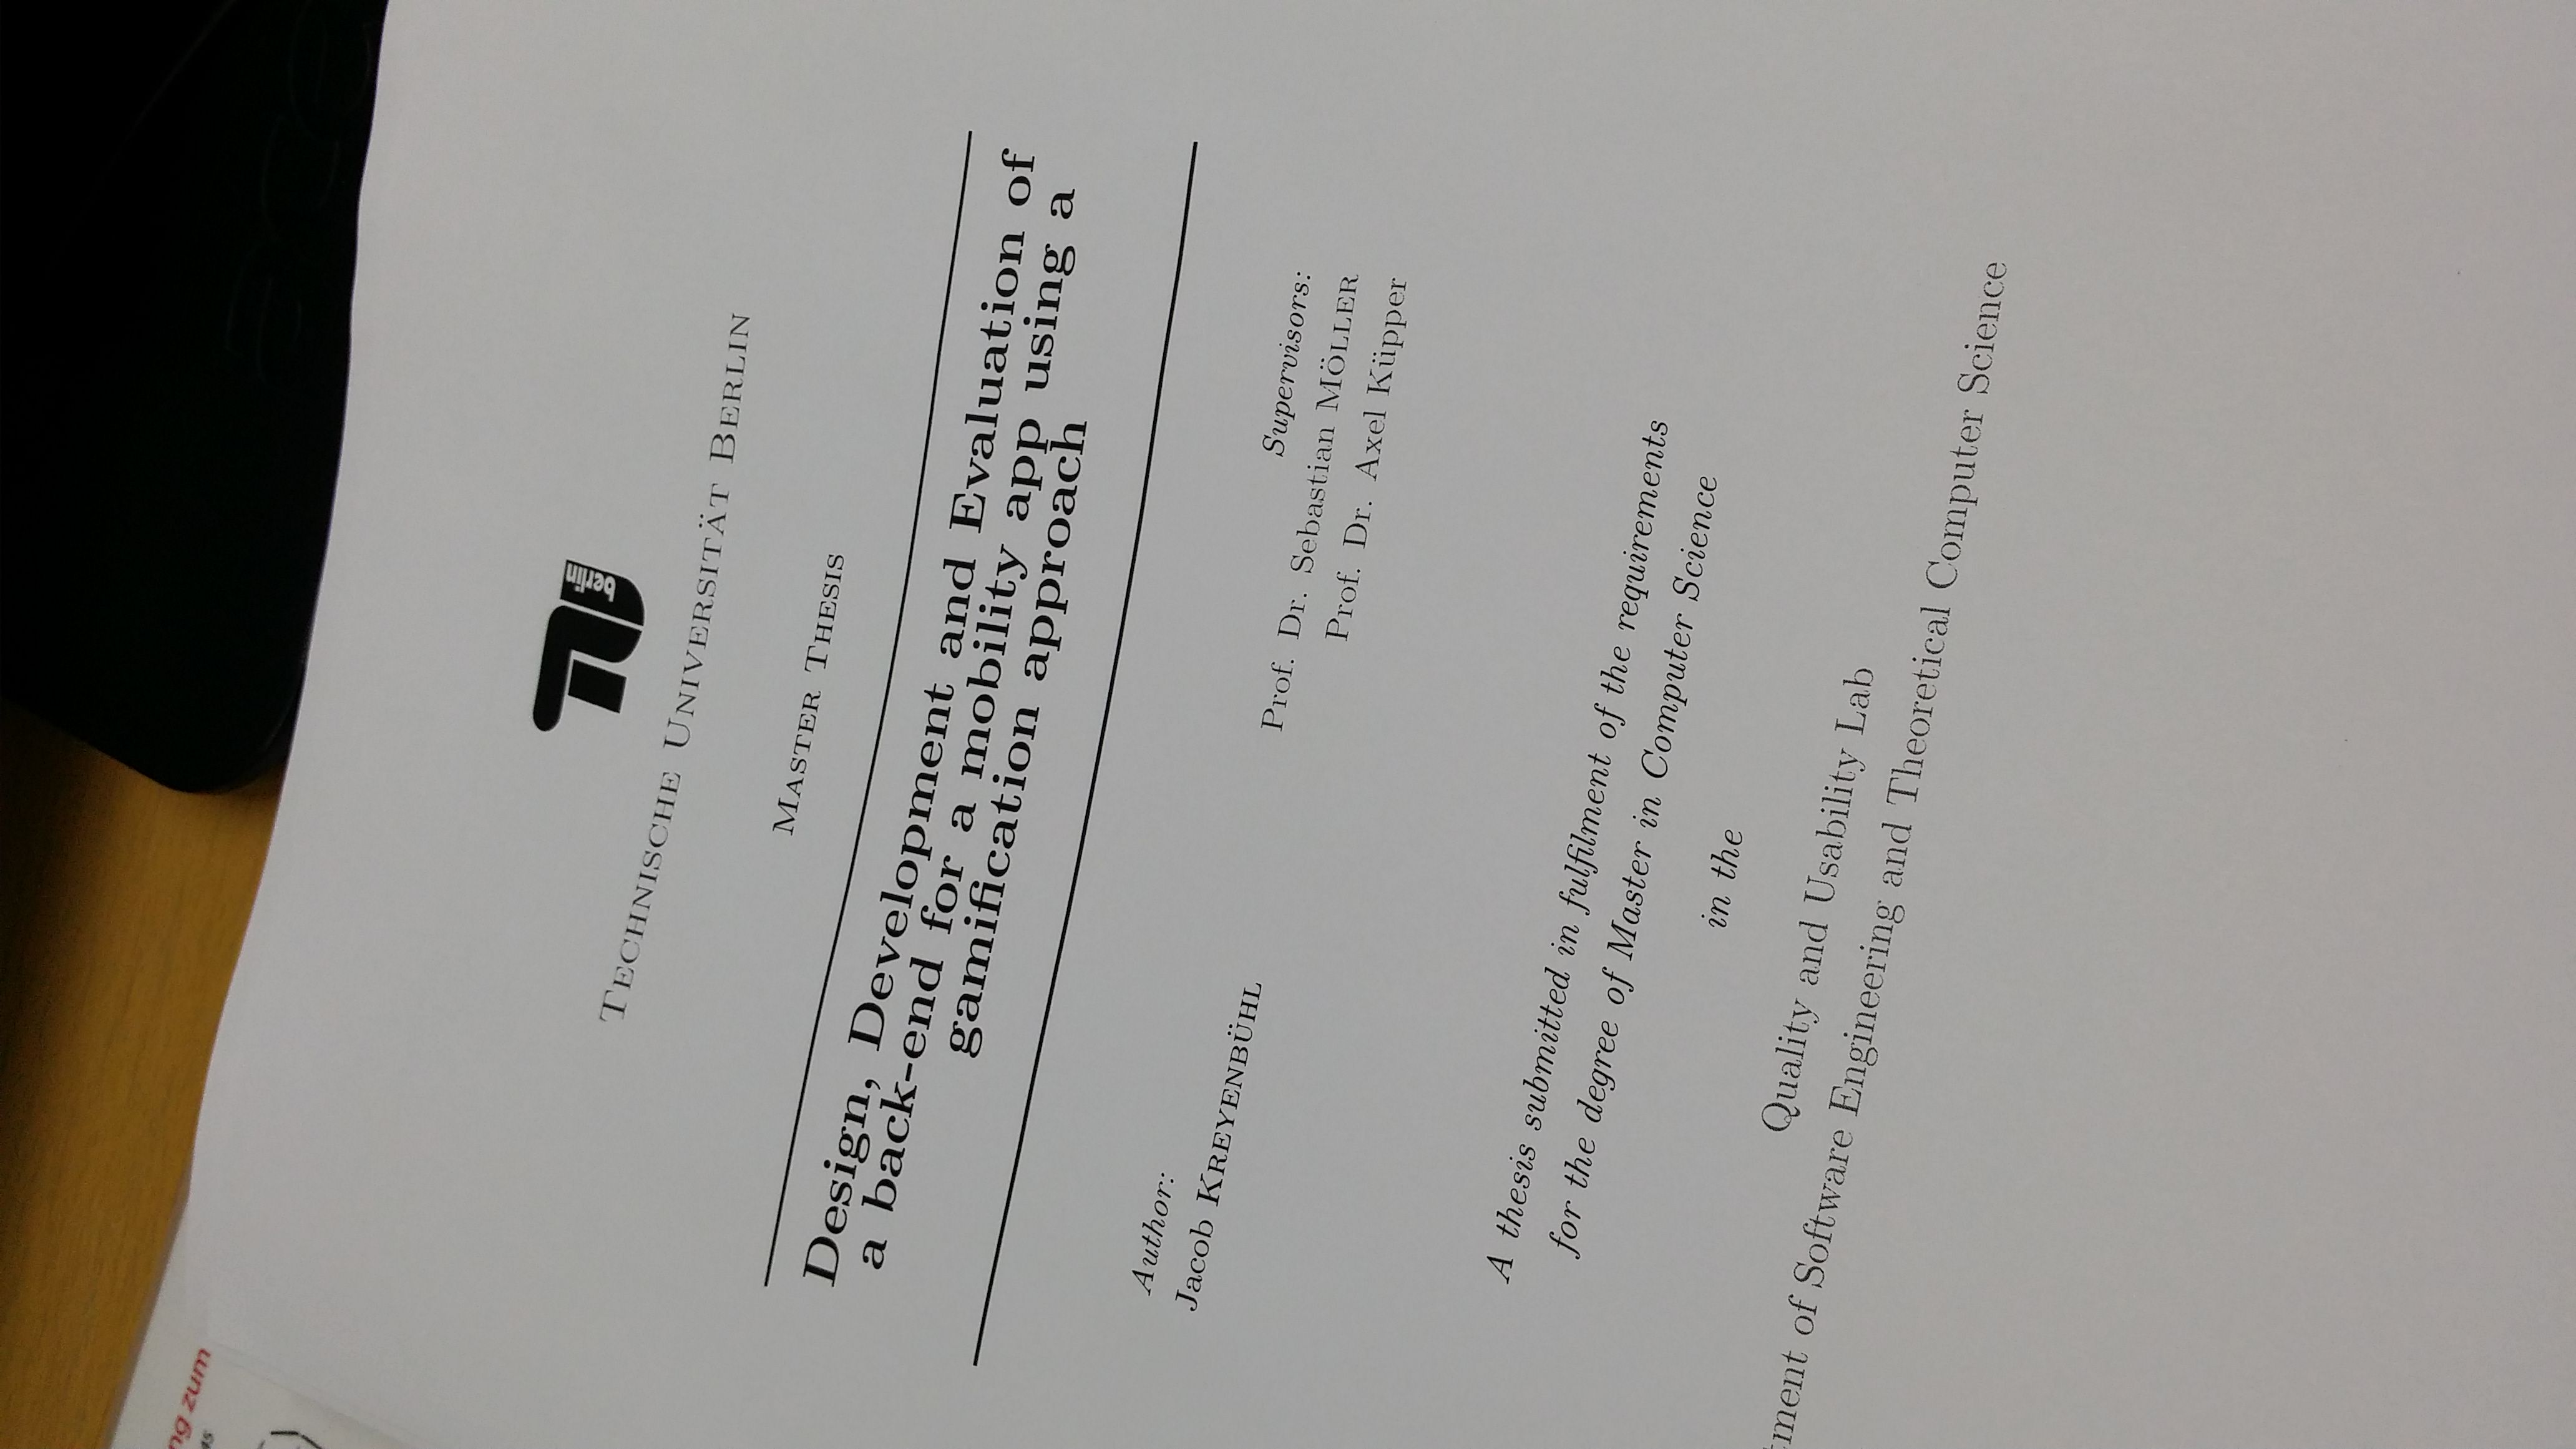 ng zum
45
TU berlin
TECHNISCHE UNIVERSITÄT BERLIN
MASTER THESIS
Design, Development and Evaluation of
a back-end for a mobility app using a
gamification approach
Author:
Jacob KREYENBÜHL
Supervisors:
Prof. Dr. Sebastian MÖLLER
Prof. Dr. Axel Küpper
A thesis submitted in fulfilment of the requirements
for the degree of Master in Computer Science
in the
Quality and Usability Lab
tment of Software Engineering and Theoretical Computer Science